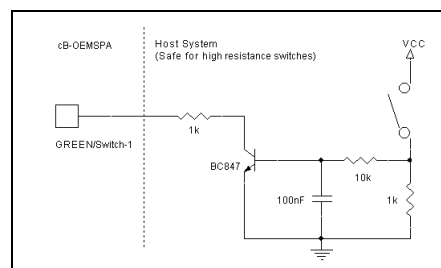 cB-OEMSPA
Host System
(Safe for high resistance switches)
VCC
1k
GREEN/Switch-1
BC847
10k
100nF
1k